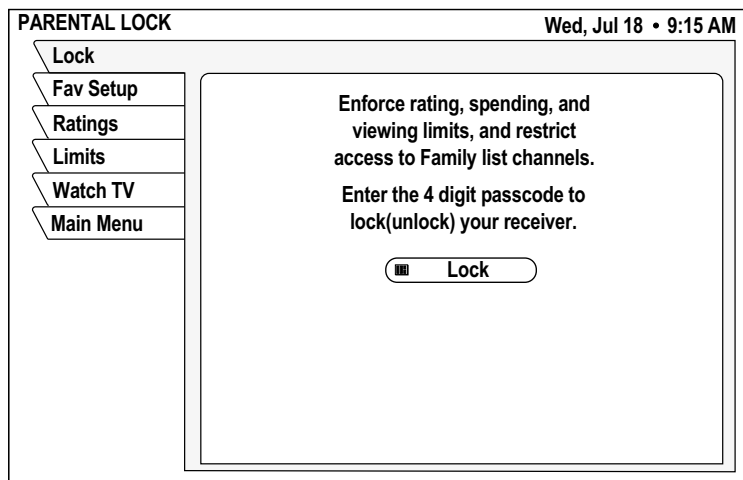 PARENTAL LOCK
Wed, Jul 18 • 9:15 AM
Lock
Fav Setup
Ratings
Limits
Watch TV
Main Menu
Enforce rating, spending, and
viewing limits, and restrict
access to Family list channels.
Enter the 4 digit passcode to
lock(unlock) your receiver.
Lock